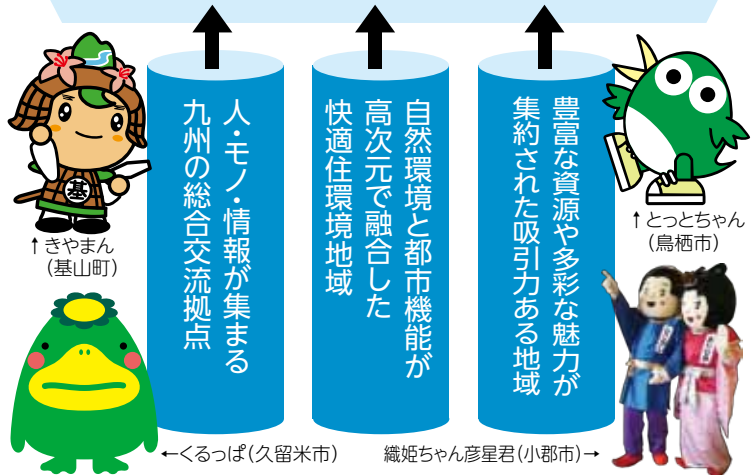 豊富な資源や多彩な魅力が
集約された吸引力ある地域
自然環境と都市機能が
高次元で融合した
快適住環境地域
人・モノ・情報が集まる
九州の総合交流拠点
基
↑きやまん
(基山町)
↑とっとちゃん
(鳥栖市)
←くるっぱ(久留米市)
織姫ちゃん彦星君(小郡市)→